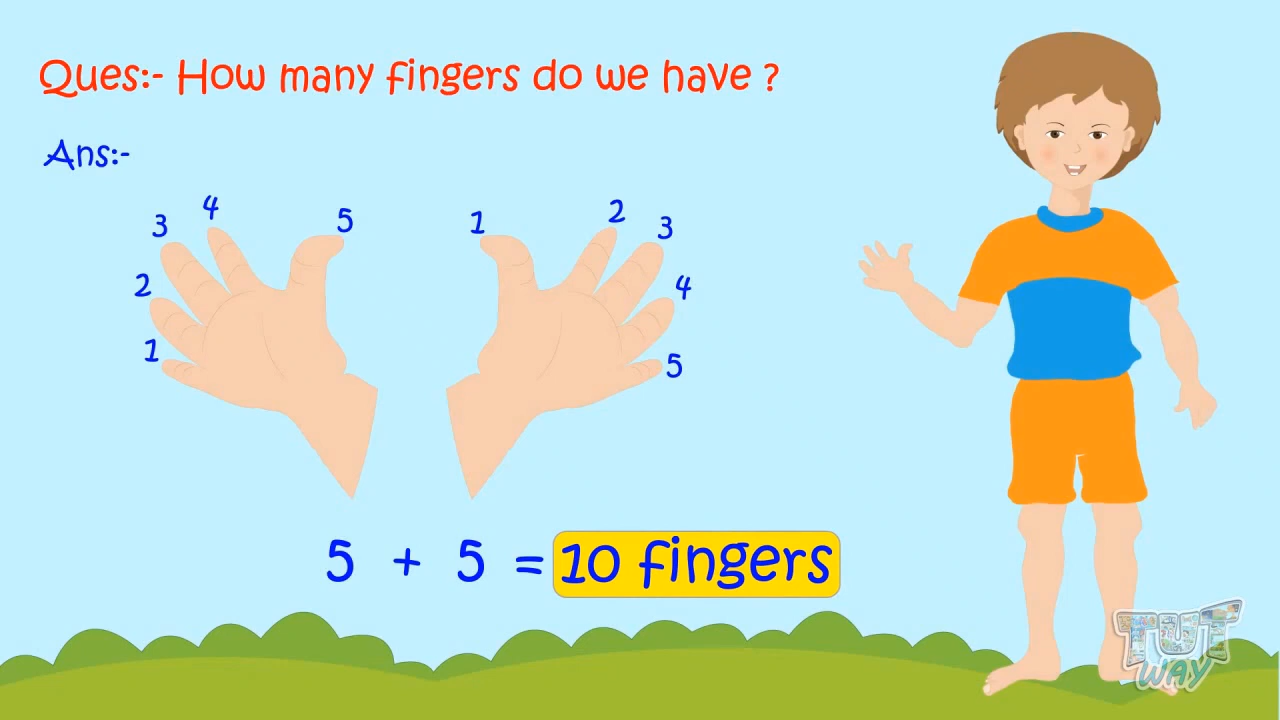 Ques:- How many fingers do we have ?
Ans:-
4 5 1 2
3 3
2 4
1 5
5 + 5 = 10 fingers
TUT
WAY